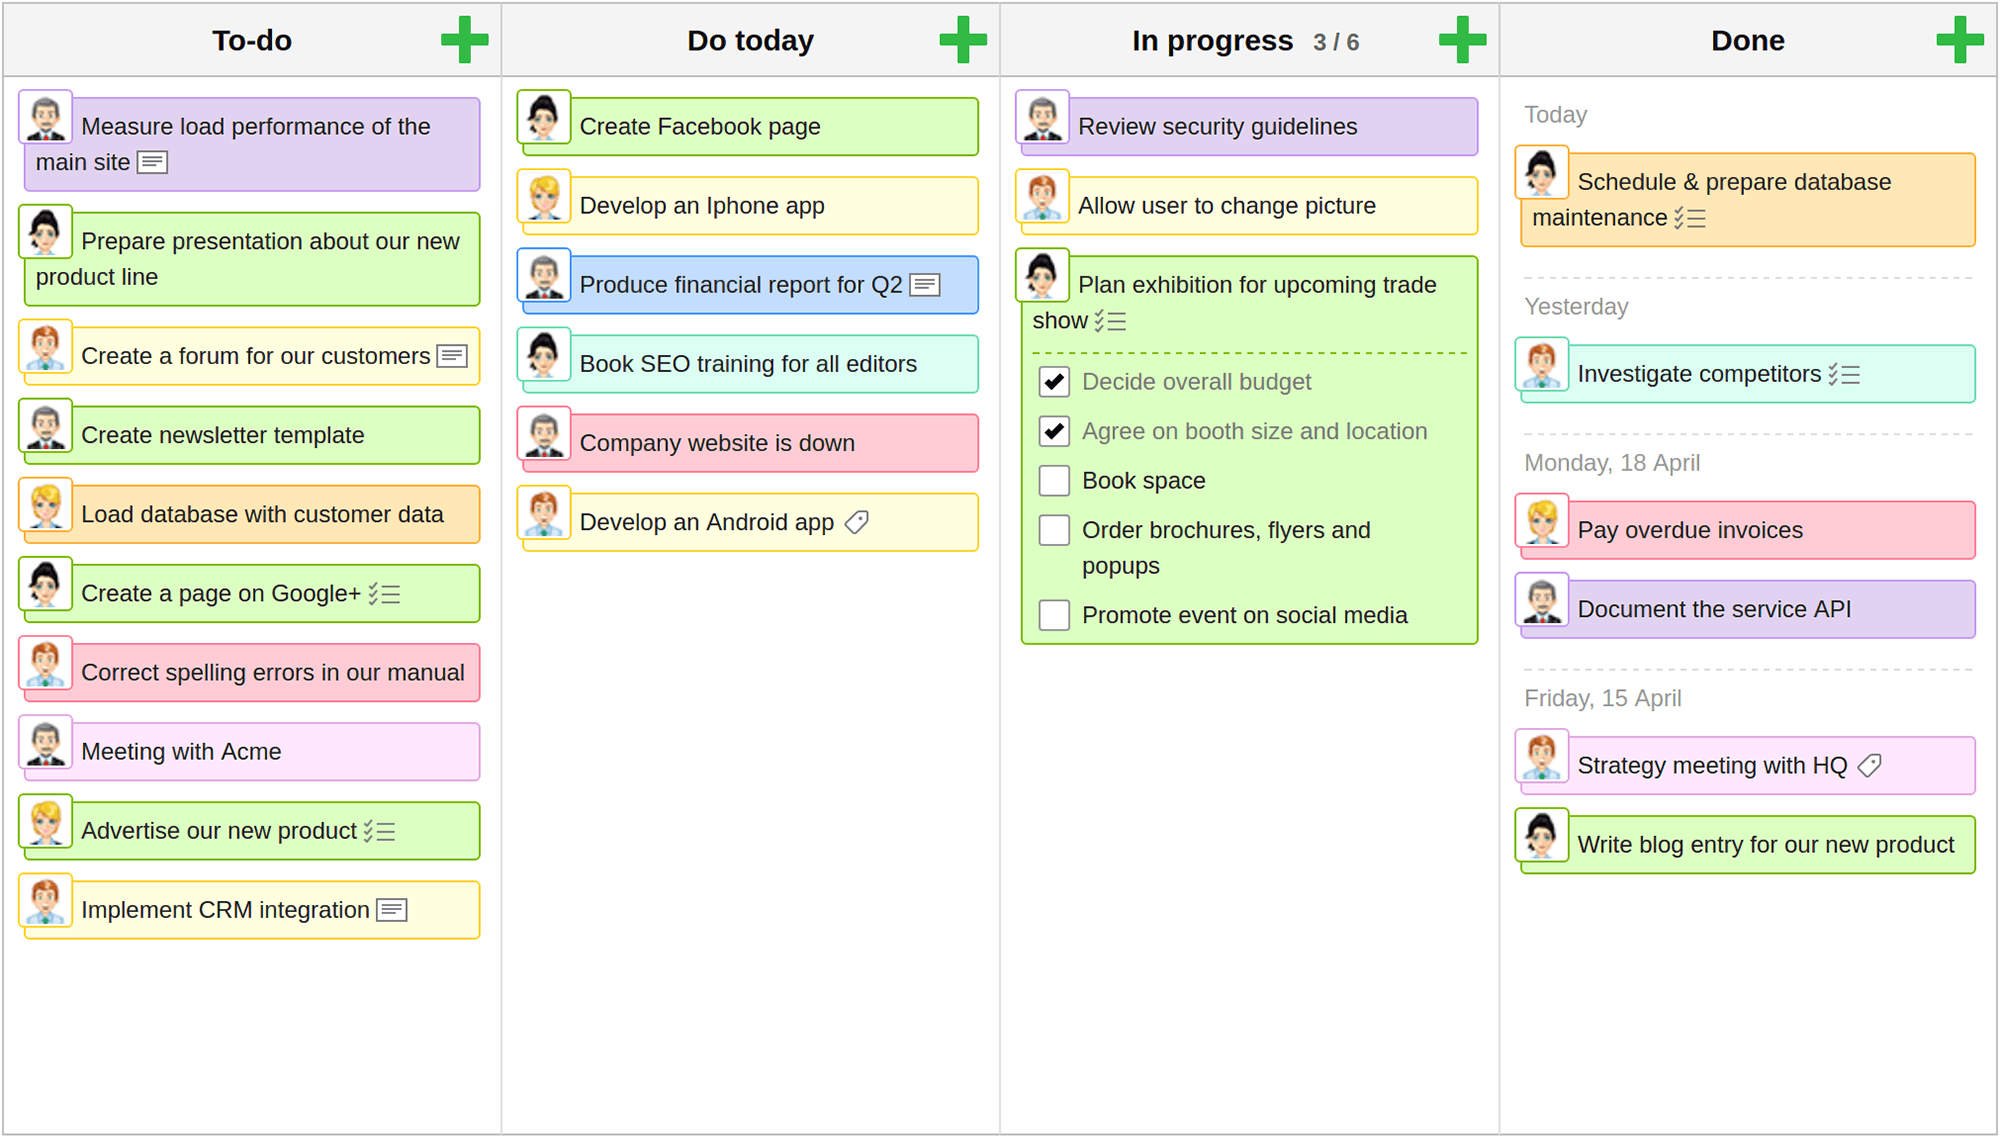 To-do
Measure load performance of the
main site
Prepare presentation about our new
product line
Create a forum for our customers
Create newsletter template
Load database with customer data
Create a page on Google+
Correct spelling errors in our manual
Meeting with Acme
Advertise our new product
Implement CRM integration
Do today
Create Facebook page
Develop an Iphone app
Produce financial report for Q2
Book SEO training for all editors
Company website is down
Develop an Android app
In progress 3 / 6
Review security guidelines
Allow user to change picture
Plan exhibition for upcoming trade
show
Decide overall budget
Agree on booth size and location
Book space
Order brochures, flyers and
popups
Promote event on social media
Done
Today
Schedule & prepare database
maintenance
Yesterday
Investigate competitors
Monday, 18 April
Pay overdue invoices
Document the service API
Friday, 15 April
Strategy meeting with HQ
Write blog entry for our new product